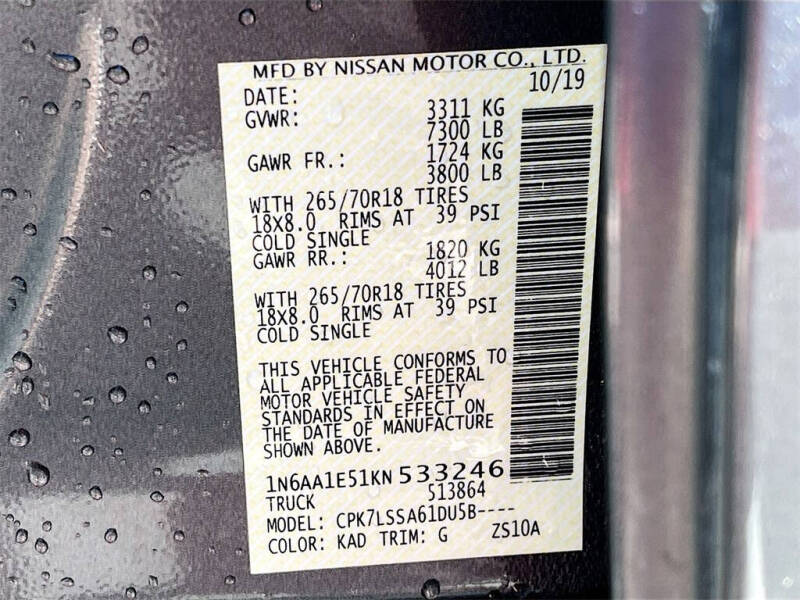 MFD BY NISSAN MOTOR CO., LTD.
DATE: 10/19
GVWR: 3311 KG
7300 LB
GAWR FR.: 1724 KG
3800 LB
WITH 265/70R18 TIRES
18X8.0 RIMS AT 39 PSI
COLD SINGLE
GAWR RR.: 1820 KG
4012 LB
WITH 265/70R18 TIRES
18X8.0 RIMS AT 39 PSI
COLD SINGLE
THIS VEHICLE CONFORMS TO
ALL APPLICABLE FEDERAL
MOTOR VEHICLE SAFETY
STANDARDS IN EFFECT ON
THE DATE OF MANUFACTURE
SHOWN ABOVE.
1N6AA1E51KN533246
TRUCK 513864
MODEL: CPK7LSSA61DU5B----
COLOR: KAD TRIM: G ZS10A